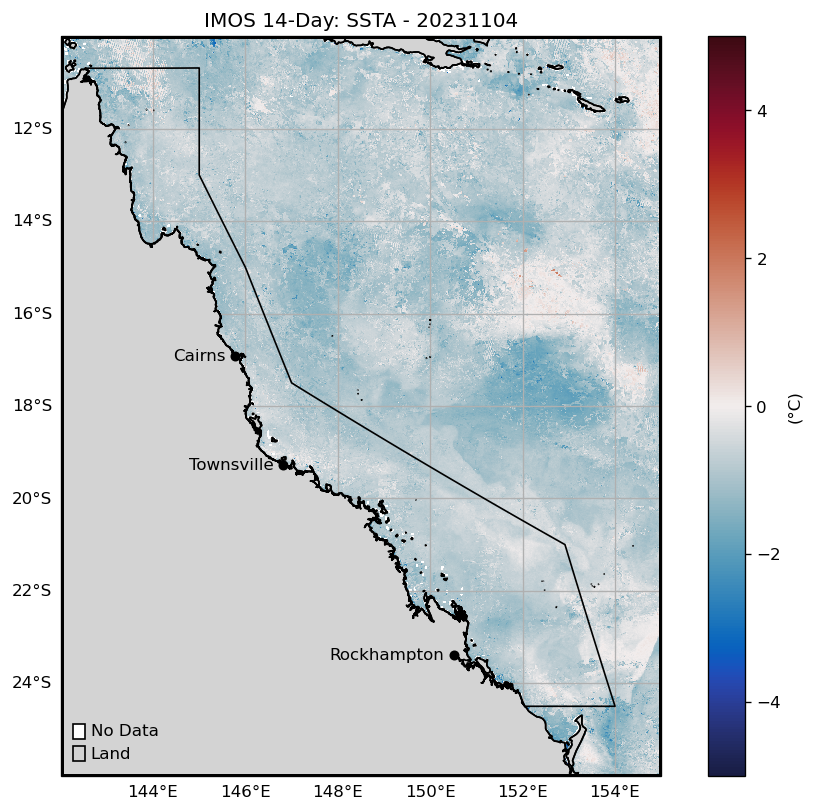 IMOS 14-Day: SSTA - 20231104
12°S
14°S
16°S
18°S
20°S
22°S
24°S
Cairns
Townsville
Rockhampton
No Data
Land
144°E 146°E 148°E 150°E 152°E 154°E
4
2
0
−2
−4
(°C)